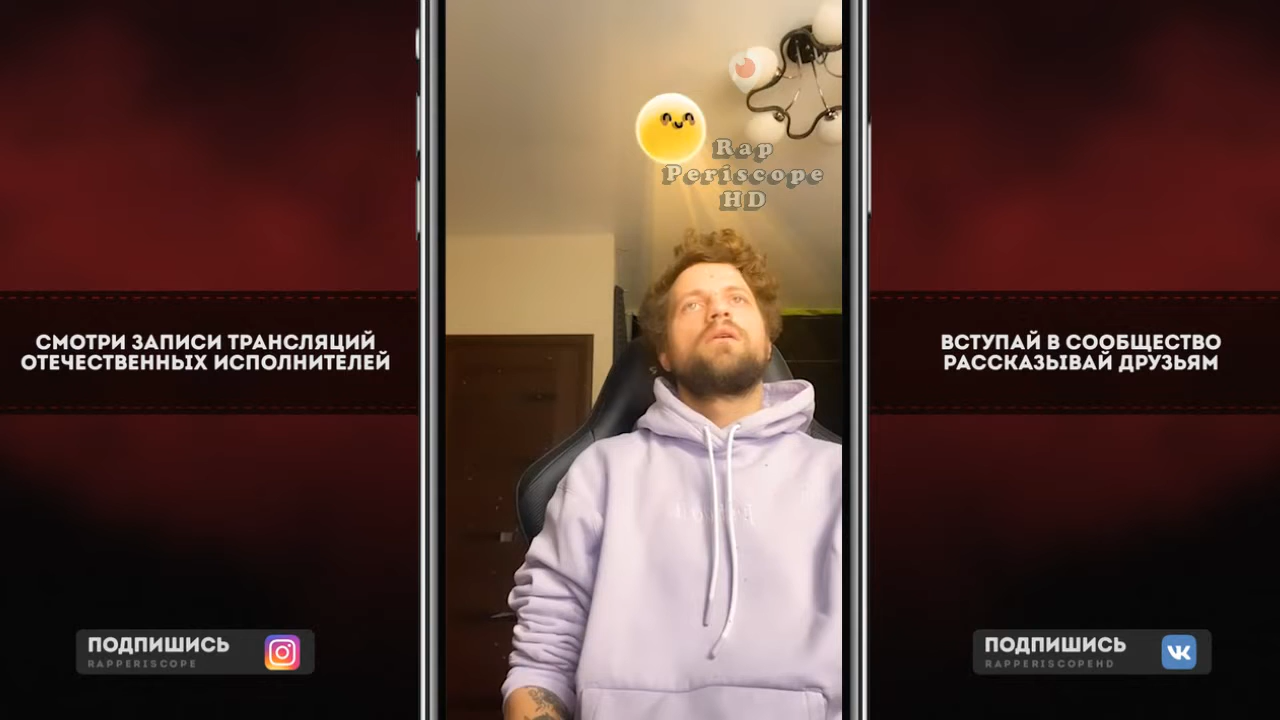 Rap
Periscope
HD
СМОТРИ ЗАПИСИ ТРАНСЛЯЦИЙ
ОТЕЧЕСТВЕННЫХ ИСПОЛНИТЕЛЕЙ
ВСТУПАЙ В СООБЩЕСТВО
РАССКАЗЫВАЙ ДРУЗЬЯМ
ПОДПИШИСЬ
RAPPERISCOPE
ПОДПИШИСЬ
RAPPERISCOPEHD